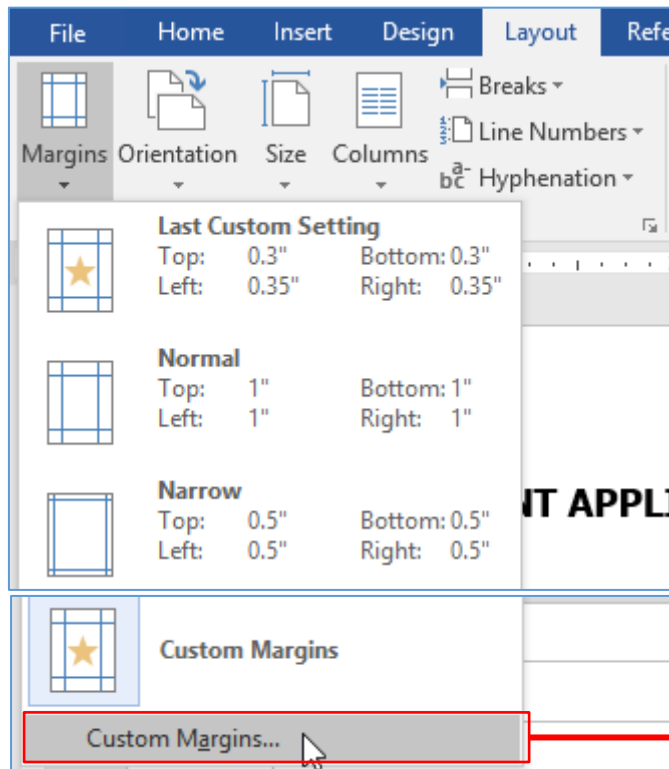 File Home Insert Design Layout Refe
Breaks
Line Numbers
Margins Orientation Size Columns
Hyphenation
Last Custom Setting
Top: 0.3" Bottom: 0.3"
Left: 0.35" Right: 0.35"
Normal
Top: 1" Bottom: 1"
Left: 1" Right: 1"
Narrow
Top: 0.5" Bottom: 0.5"
Left: 0.5" Right: 0.5"
NT APPLI
Custom Margins
Custom Margins...